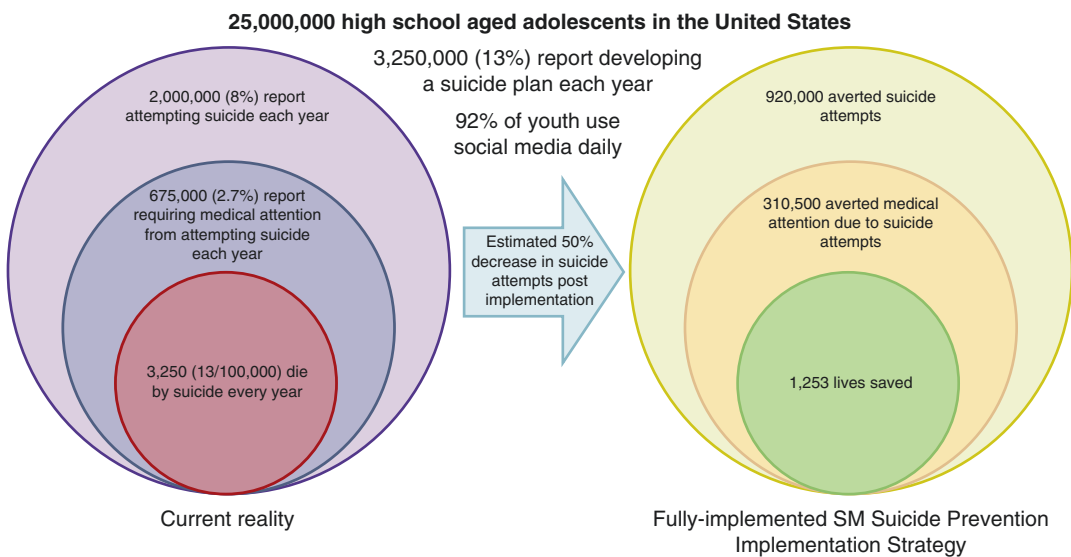 25,000,000 high school aged adolescents in the United States
3,250,000 (13%) report developing
a suicide plan each year
92% of youth use
social media daily
2,000,000 (8%) report
attempting suicide each year
675,000 (2.7%) report
requiring medical attention
from attempting suicide
each year
3,250 (13/100,000) die
by suicide every year
Current reality
Estimated 50%
decrease in suicide
attempts post
implementation
920,000 averted suicide
attempts
310,500 averted medical
attention due to suicide
attempts
1,253 lives saved
Fully-implemented SM Suicide Prevention
Implementation Strategy